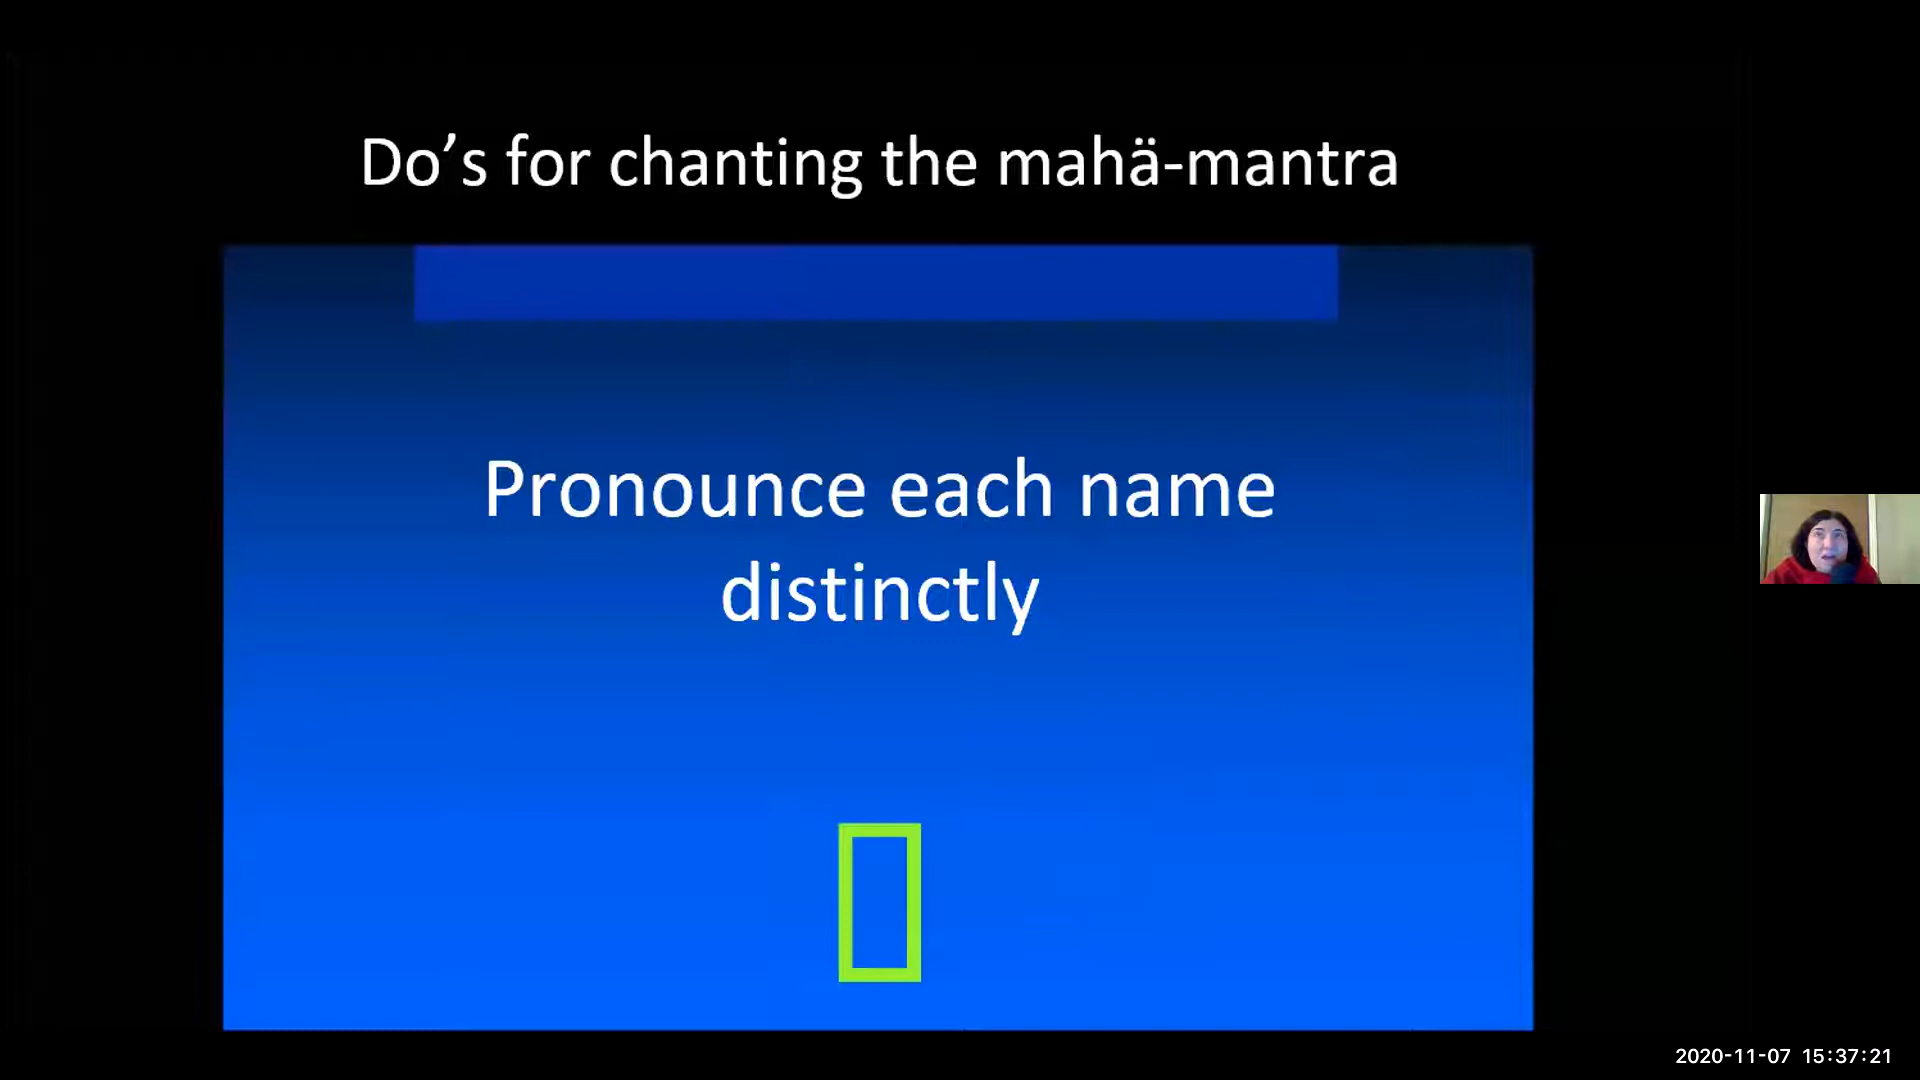 Do’s for chanting the mahä-mantra
Pronounce each name
distinctly
2020-11-07 15:37:21